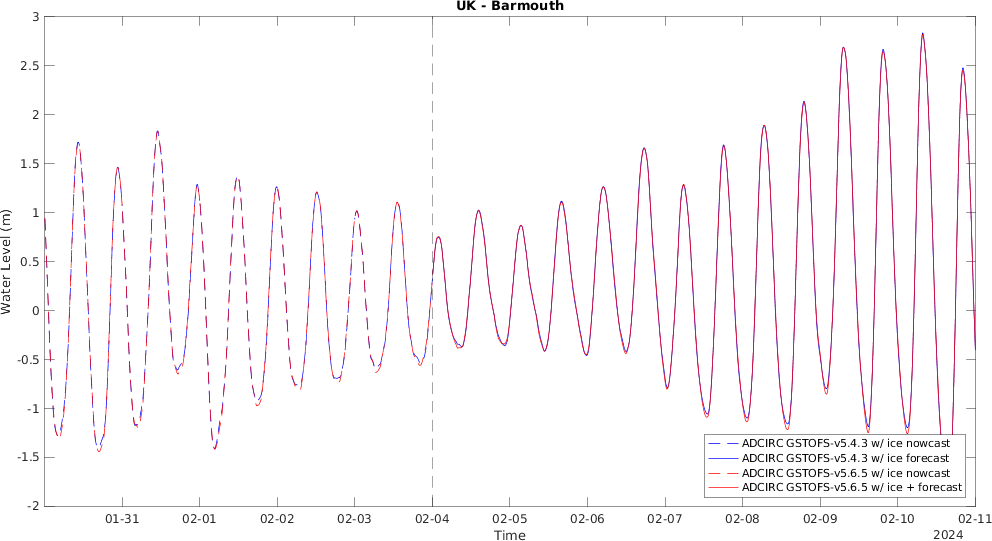 UK - Barmouth
3
2.5
2
1.5
1
0.5
0
-0.5
-1
-1.5
-2
Water Level (m)
ADCIRC GSTOFS-v5.4.3 w/ ice nowcast
ADCIRC GSTOFS-v5.4.3 w/ ice forecast
ADCIRC GSTOFS-v5.6.5 w/ ice nowcast
ADCIRC GSTOFS-v5.6.5 w/ ice + forecast
01-31 02-01 02-02 02-03 02-04 02-05 02-06 02-07 02-08 02-09 02-10 02-11
Time
2024